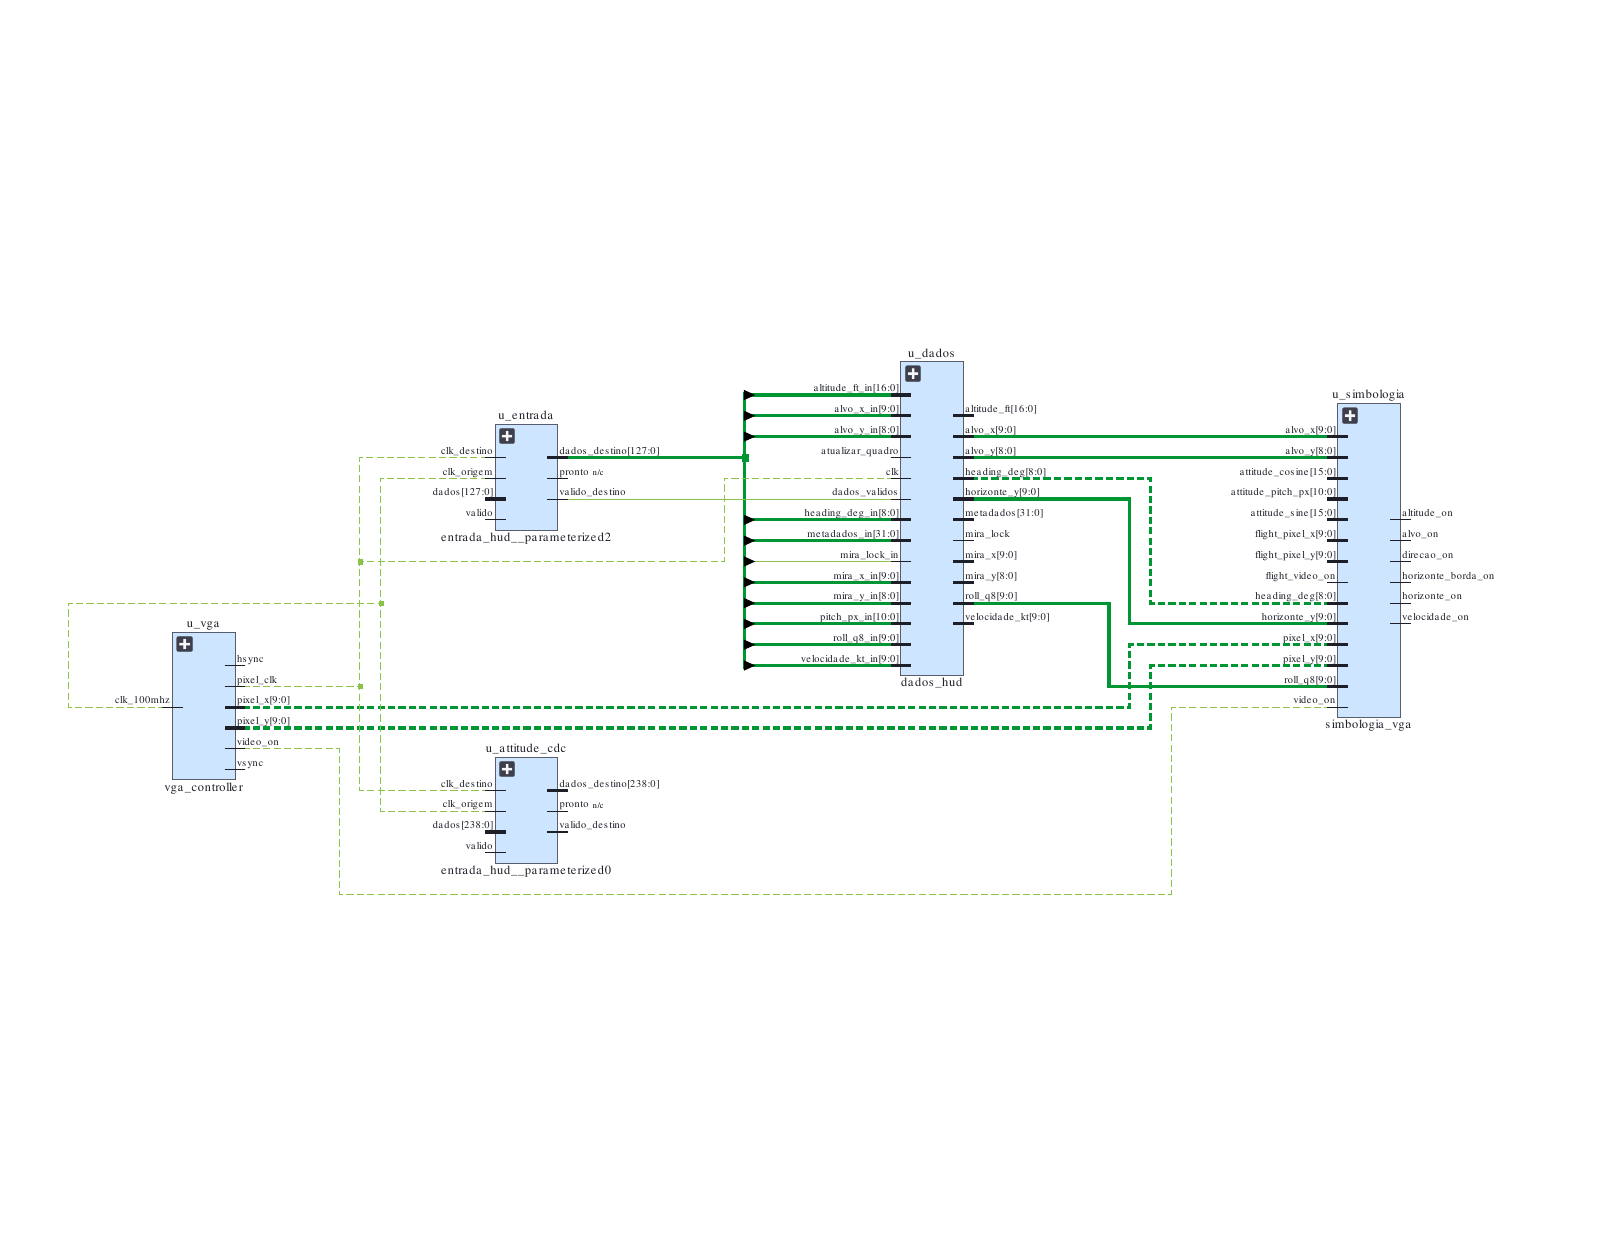 u_vga
clk_100mhz
hsync
pixel_clk
pixel_x[9:0]
pixel_y[9:0]
video_on
vsync
vga_controller
u_entrada
clk_destino
clk_origem
dados[127:0]
valido
dados_destino[127:0]
pronto n/c
valido_destino
entrada_hud__parameterized2
u_attitude_cdc
clk_destino
clk_origem
dados[238:0]
valido
dados_destino[238:0]
pronto n/c
valido_destino
entrada_hud__parameterized0
u_dados
altitude_ft_in[16:0]
alvo_x_in[9:0]
alvo_y_in[8:0]
atualizar_quadro
clk
dados_validos
heading_deg_in[8:0]
metadados_in[31:0]
mira_lock_in
mira_x_in[9:0]
mira_y_in[8:0]
pitch_px_in[10:0]
roll_q8_in[9:0]
velocidade_kt_in[9:0]
altitude_ft[16:0]
alvo_x[9:0]
alvo_y[8:0]
heading_deg[8:0]
horizonte_y[9:0]
metadados[31:0]
mira_lock
mira_x[9:0]
mira_y[8:0]
roll_q8[9:0]
velocidade_kt[9:0]
dados_hud
u_simbologia
alvo_x[9:0]
alvo_y[8:0]
attitude_cosine[15:0]
attitude_pitch_px[10:0]
attitude_sine[15:0]
flight_pixel_x[9:0]
flight_pixel_y[9:0]
flight_video_on
heading_deg[8:0]
horizonte_y[9:0]
pixel_x[9:0]
pixel_y[9:0]
roll_q8[9:0]
video_on
altitude_on
alvo_on
direcao_on
horizonte_borda_on
horizonte_on
velocidade_on
simbologia_vga